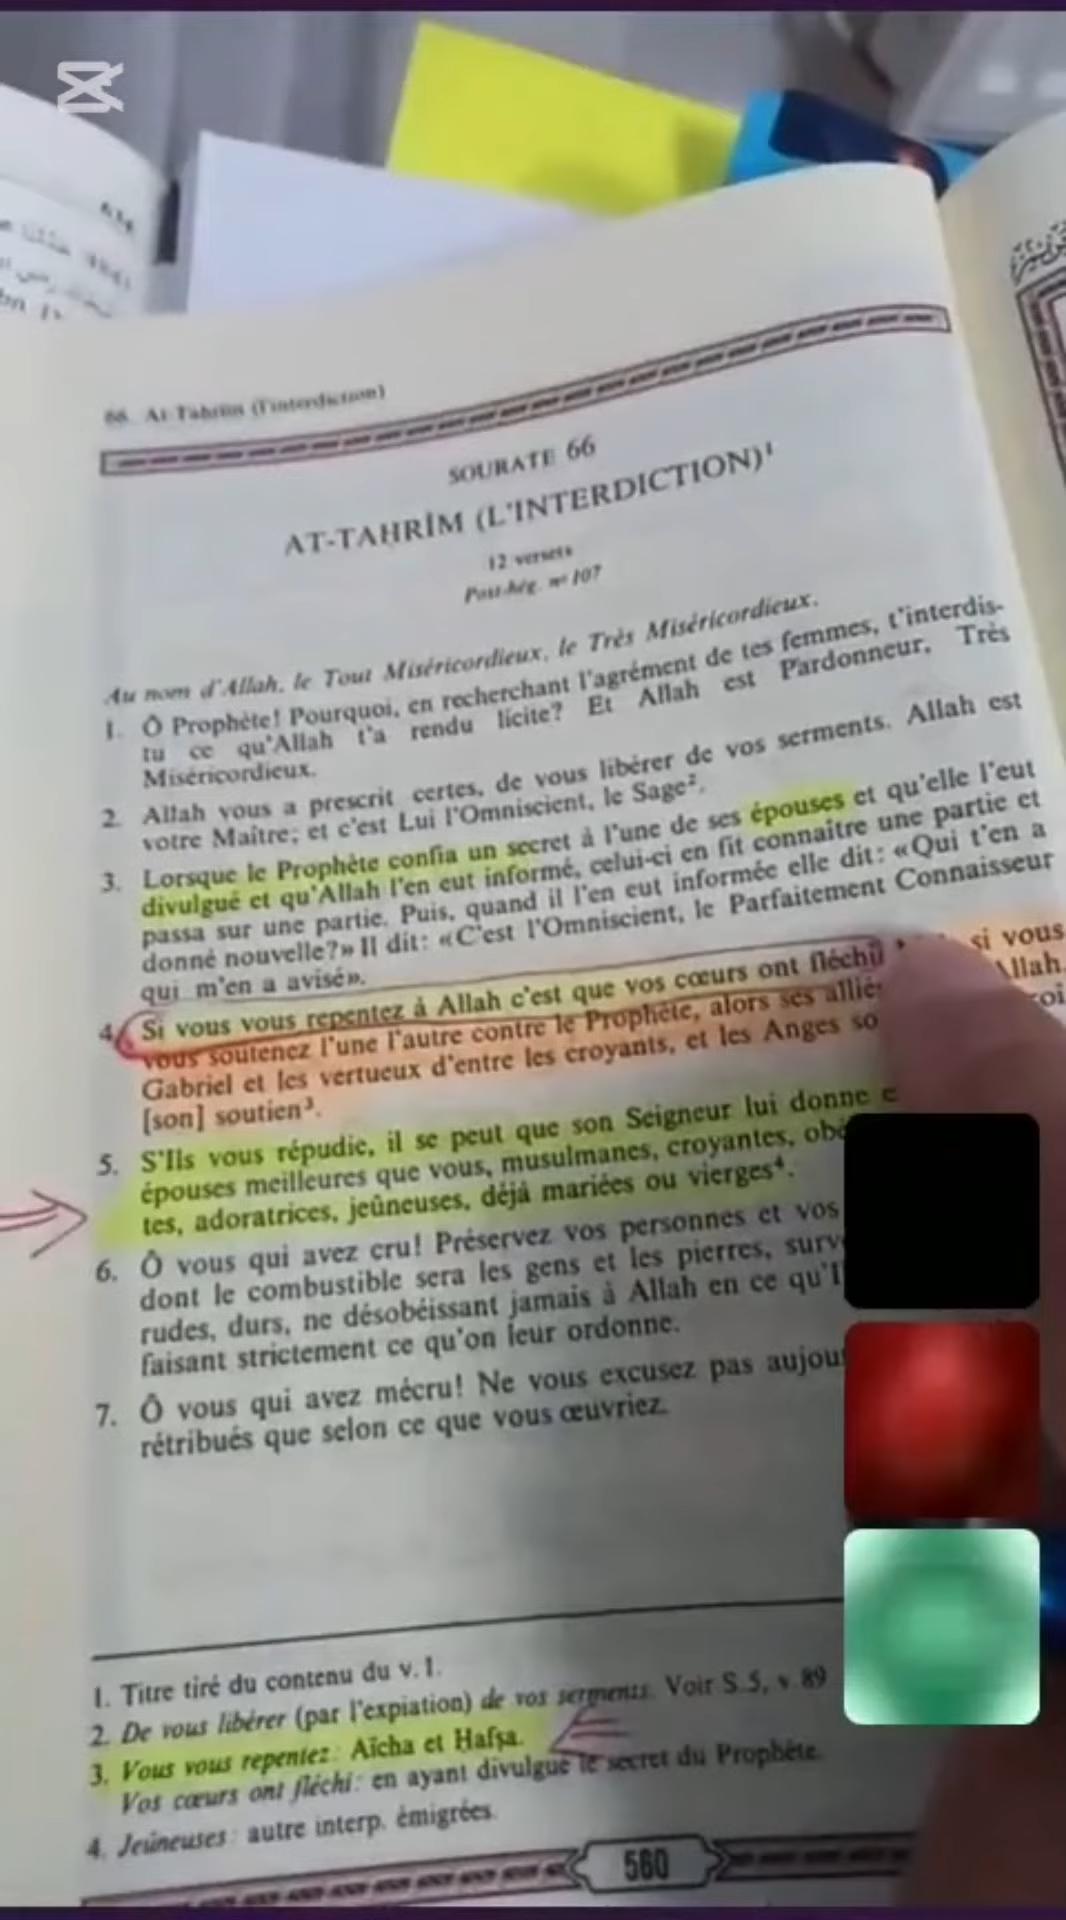 66. At-Tahrîm (l'interdiction)
SOURATE 66
AT-TAHRÎM (L'INTERDICTION)¹
12 versets
Post-hég. nº 107
Au nom d'Allah, le Tout Miséricordieux, le Très Miséricordieux.
1. Ô Prophète! Pourquoi, en recherchant l'agrément de tes femmes, t'interdis-
tu ce qu'Allah t'a rendu licite? Et Allah est Pardonneur, Très
Miséricordieux.
2. Allah vous a prescrit certes, de vous libérer de vos serments. Allah est
votre Maître; et c'est Lui l'Omniscient, le Sage².
3. Lorsque le Prophète confia un secret à l'une de ses épouses et qu'elle l'eut
divulgué et qu'Allah l'en eut informé, celui-ci en fit connaître une partie et
passa sur une partie. Puis, quand il l'en eut informée elle dit: «Qui t'en a
donné nouvelle?» Il dit: «C'est l'Omniscient, le Parfaitement Connaisseur
qui m'en a avisé».
4. Si vous vous repentez à Allah c'est que vos cœurs ont fléchi si vous
vous soutenez l'une l'autre contre le Prophète, alors ses allié Allah,
Gabriel et les vertueux d'entre les croyants, et les Anges so
[son] soutien³.
5. S'Ils vous répudie, il se peut que son Seigneur lui donne e
épouses meilleures que vous, musulmanes, croyantes, obé
tes, adoratrices, jeûneuses, déjà mariées ou vierges⁴.
6. Ô vous qui avez cru! Préservez vos personnes et vos
dont le combustible sera les gens et les pierres, surv
rudes, durs, ne désobéissant jamais à Allah en ce qu'I
faisant strictement ce qu'on leur ordonne.
7. Ô vous qui avez mécru! Ne vous excusez pas aujou
rétribués que selon ce que vous œuvriez.
1. Titre tiré du contenu du v. 1.
2. De vous libérer (par l'expiation) de vos serments. Voir S.5, v 89
3. Vous vous repentez: Aïcha et Hafsa.
Vos cœurs ont fléchi: en ayant divulgué le secret du Prophète.
4. Jeûneuses: autre interp. émigrées.
560